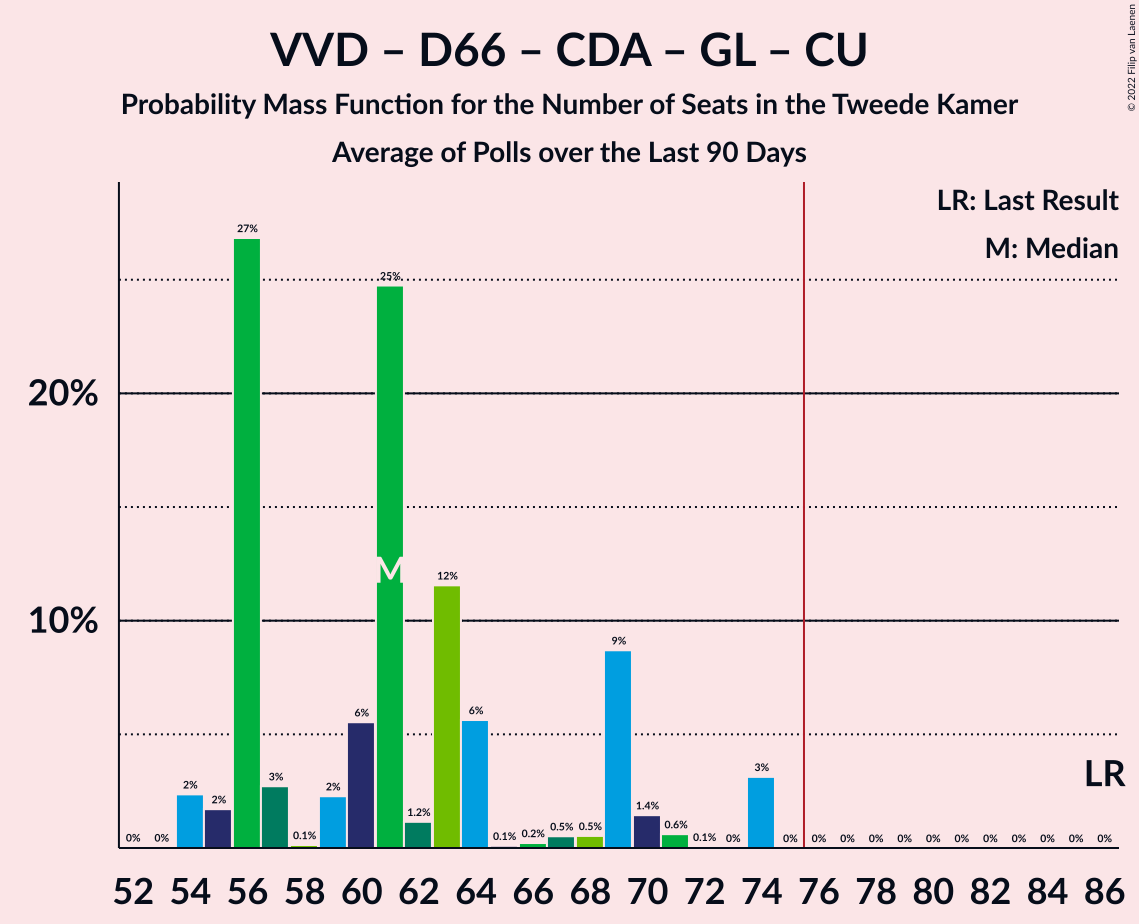 VVD – D66 – CDA – GL – CU
Probability Mass Function for the Number of Seats in the Tweede Kamer
Average of Polls over the Last 90 Days
© 2022 Filip van Laenen
LR: Last Result
M: Median
20%
10%
0% 0% 2% 2% 27% 3% 0.1% 2% 6% 25% 1.2% 12% 6% 0.1% 0.2% 0.5% 0.5% 9% 1.4% 0.6% 0.1% 0% 3% 0% 0% 0% 0% 0% 0% 0% 0% 0% 0% 0% 0%
M
LR
52 54 56 58 60 62 64 66 68 70 72 74 76 78 80 82 84 86